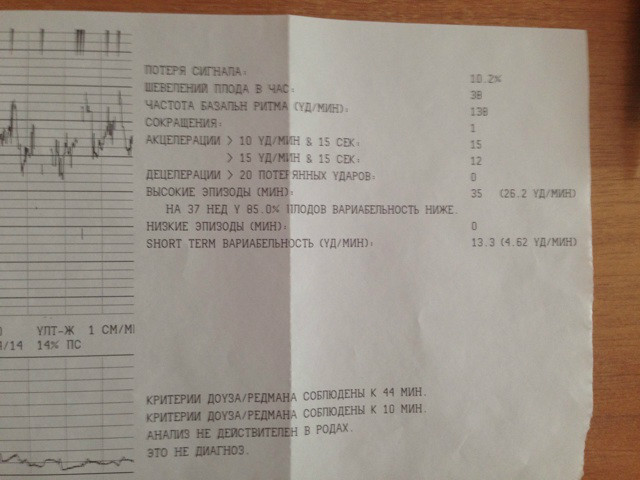 ПОТЕРЯ СИГНАЛА: 10.2%
ШЕВЕЛЕНИЙ ПЛОДА В ЧАС: 38
ЧАСТОТА БАЗАЛЬН РИТМА (УД/МИН): 138
СОКРАЩЕНИЯ: 1
АКЦЕЛЕРАЦИИ > 10 УД/МИН & 15 СЕК: 15
> 15 УД/МИН & 15 СЕК: 12
ДЕЦЕЛЕРАЦИИ > 20 ПОТЕРЯННЫХ УДАРОВ: 0
ВЫСОКИЕ ЭПИЗОДЫ (МИН): 35 (26.2 УД/МИН)
НА 37 НЕД У 85.0% ПЛОДОВ ВАРИАБЕЛЬНОСТЬ НИЖЕ.
НИЗКИЕ ЭПИЗОДЫ (МИН): 0
SHORT TERM ВАРИАБЕЛЬНОСТЬ (УД/МИН): 13.3 (4.62 УД/МИН)
УЛТ-Ж 1 СМ/М
/14 14% ПС
КРИТЕРИИ ДОУЗА/РЕДМАНА СОБЛЮДЕНЫ К 44 МИН.
КРИТЕРИИ ДОУЗА/РЕДМАНА СОБЛЮДЕНЫ К 10 МИН.
АНАЛИЗ НЕ ДЕЙСТВИТЕЛЕН В РОДАХ.
ЭТО НЕ ДИАГНОЗ.